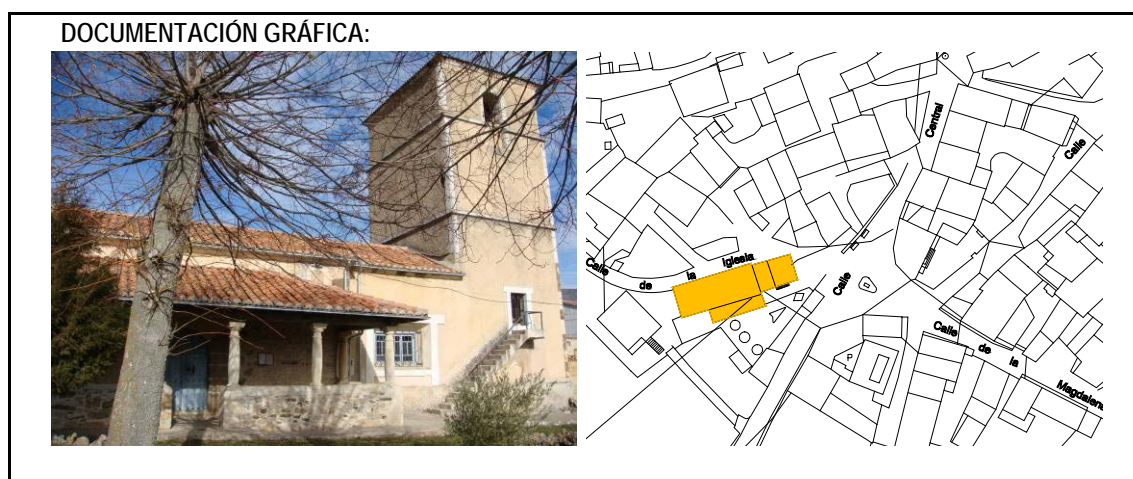 DOCUMENTACIÓN GRÁFICA:
Central
Calle
Calle
de
la
Iglesia
Calle
Calle
de
la
Magdalena
P